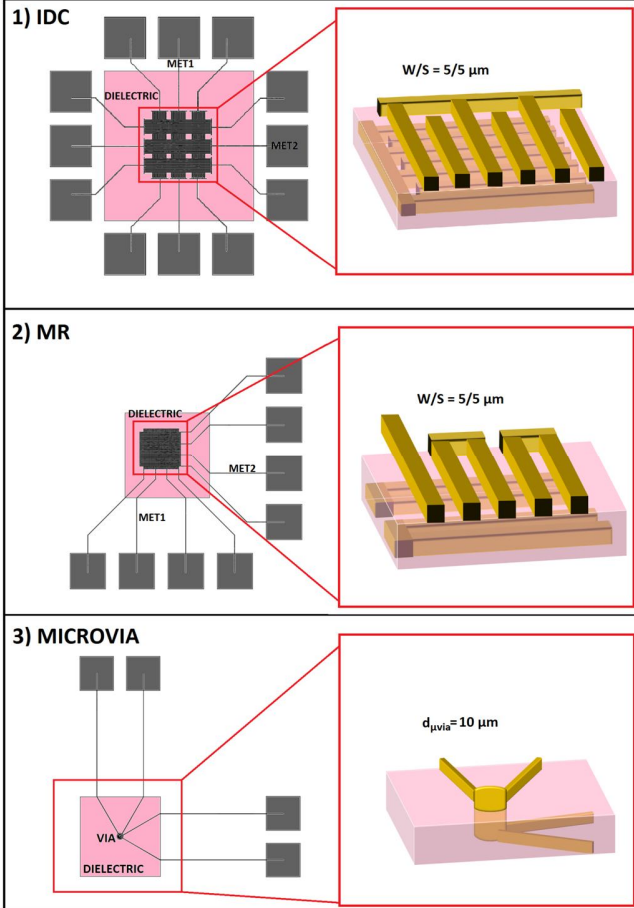 1) IDC
MET1
DIELECTRIC
MET2
W/S = 5/5 µm
2) MR
DIELECTRIC
MET2
MET1
W/S = 5/5 µm
3) MICROVIA
VIA
DIELECTRIC
dµvia= 10 µm